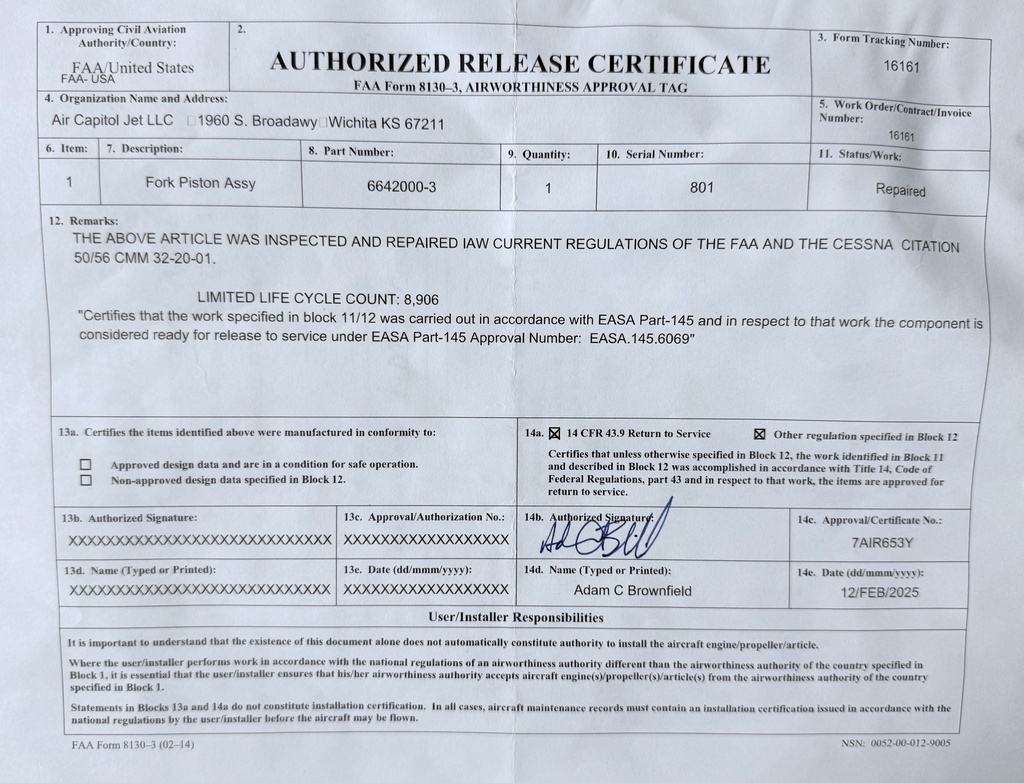 1. Approving Civil Aviation
Authority/Country:
FAA/United States
FAA- USA
2.
AUTHORIZED RELEASE CERTIFICATE
FAA Form 8130–3, AIRWORTHINESS APPROVAL TAG
3. Form Tracking Number:
16161
4. Organization Name and Address:
Air Capitol Jet LLC 1960 S. Broadawy Wichita KS 67211
5. Work Order/Contract/Invoice
Number:
16161
6. Item: 7. Description: 8. Part Number: 9. Quantity: 10. Serial Number: 11. Status/Work:
1 Fork Piston Assy 6642000-3 1 801 Repaired
12. Remarks:
THE ABOVE ARTICLE WAS INSPECTED AND REPAIRED IAW CURRENT REGULATIONS OF THE FAA AND THE CESSNA CITATION
50/56 CMM 32-20-01.
LIMITED LIFE CYCLE COUNT: 8,906
"Certifies that the work specified in block 11/12 was carried out in accordance with EASA Part-145 and in respect to that work the component is
considered ready for release to service under EASA Part-145 Approval Number: EASA.145.6069"
13a. Certifies the items identified above were manufactured in conformity to:
Approved design data and are in a condition for safe operation.
Non-approved design data specified in Block 12.
14a. ☒ 14 CFR 43.9 Return to Service ☒ Other regulation specified in Block 12
Certifies that unless otherwise specified in Block 12, the work identified in Block 11
and described in Block 12 was accomplished in accordance with Title 14, Code of
Federal Regulations, part 43 and in respect to that work, the items are approved for
return to service.
13b. Authorized Signature:
XXXXXXXXXXXXXXXXXXXXXXXXXXXXX
13c. Approval/Authorization No.:
XXXXXXXXXXXXXXXXXX
14b. Authorized Signature:
14c. Approval/Certificate No.:
7AIR653Y
13d. Name (Typed or Printed):
XXXXXXXXXXXXXXXXXXXXXXXXXXXXX
13e. Date (dd/mmm/yyyy):
XXXXXXXXXXXXXXXXXX
14d. Name (Typed or Printed):
Adam C Brownfield
14e. Date (dd/mmm/yyyy):
12/FEB/2025
User/Installer Responsibilities
It is important to understand that the existence of this document alone does not automatically constitute authority to install the aircraft engine/propeller/article.
Where the user/installer performs work in accordance with the national regulations of an airworthiness authority different than the airworthiness authority of the country specified in
Block 1, it is essential that the user/installer ensures that his/her airworthiness authority accepts aircraft engine(s)/propeller(s)/article(s) from the airworthiness authority of the country
specified in Block 1.
Statements in Blocks 13a and 14a do not constitute installation certification. In all cases, aircraft maintenance records must contain an installation certification issued in accordance with the
national regulations by the user/installer before the aircraft may be flown.
FAA Form 8130–3 (02–14)
NSN: 0052-00-012-9005